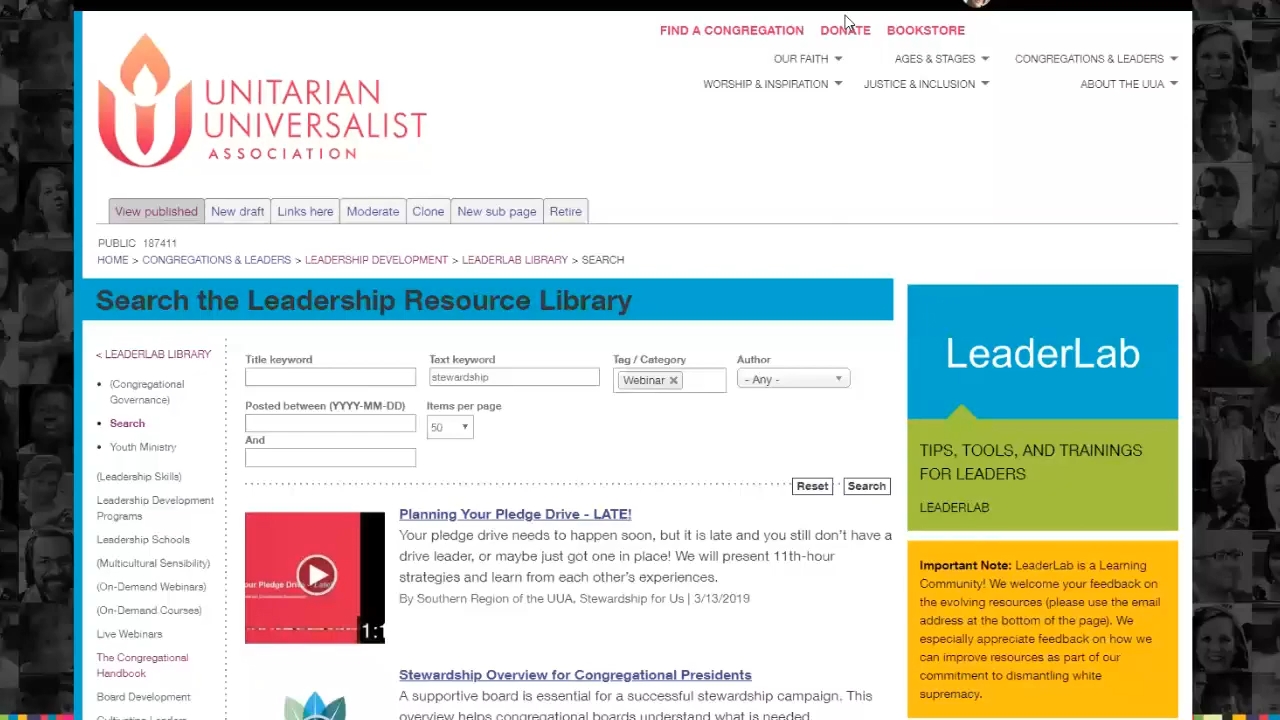 FIND A CONGREGATION DONATE BOOKSTORE
OUR FAITH AGES & STAGES CONGREGATIONS & LEADERS
WORSHIP & INSPIRATION JUSTICE & INCLUSION ABOUT THE UUA
UNITARIAN
UNIVERSALIST
ASSOCIATION
View published New draft Links here Moderate Clone New sub page Retire
PUBLIC 187411
HOME > CONGREGATIONS & LEADERS > LEADERSHIP DEVELOPMENT > LEADERLAB LIBRARY > SEARCH
Search the Leadership Resource Library
< LEADERLAB LIBRARY
(Congregational
Governance)
Search
Youth Ministry
(Leadership Skills)
Leadership Development
Programs
Leadership Schools
(Multicultural Sensibility)
(On-Demand Webinars)
(On-Demand Courses)
Live Webinars
The Congregational
Handbook
Board Development
Cultivating Leaders
Title keyword Text keyword Tag / Category Author
stewardship Webinar × - Any -
Posted between (YYYY-MM-DD) Items per page
50
And
Reset Search
Planning Your Pledge Drive - LATE!
Your pledge drive needs to happen soon, but it is late and you still don't have a
drive leader, or maybe just got one in place! We will present 11th-hour
strategies and learn from each other's experiences.
By Southern Region of the UUA, Stewardship for Us | 3/13/2019
Stewardship Overview for Congregational Presidents
A supportive board is essential for a successful stewardship campaign. This
overview helps congregational boards understand what is needed
LeaderLab
TIPS, TOOLS, AND TRAININGS
FOR LEADERS
LEADERLAB
Important Note: LeaderLab is a Learning
Community! We welcome your feedback on
the evolving resources (please use the email
address at the bottom of the page). We
especially appreciate feedback on how we
can improve resources as part of our
commitment to dismantling white
supremacy.